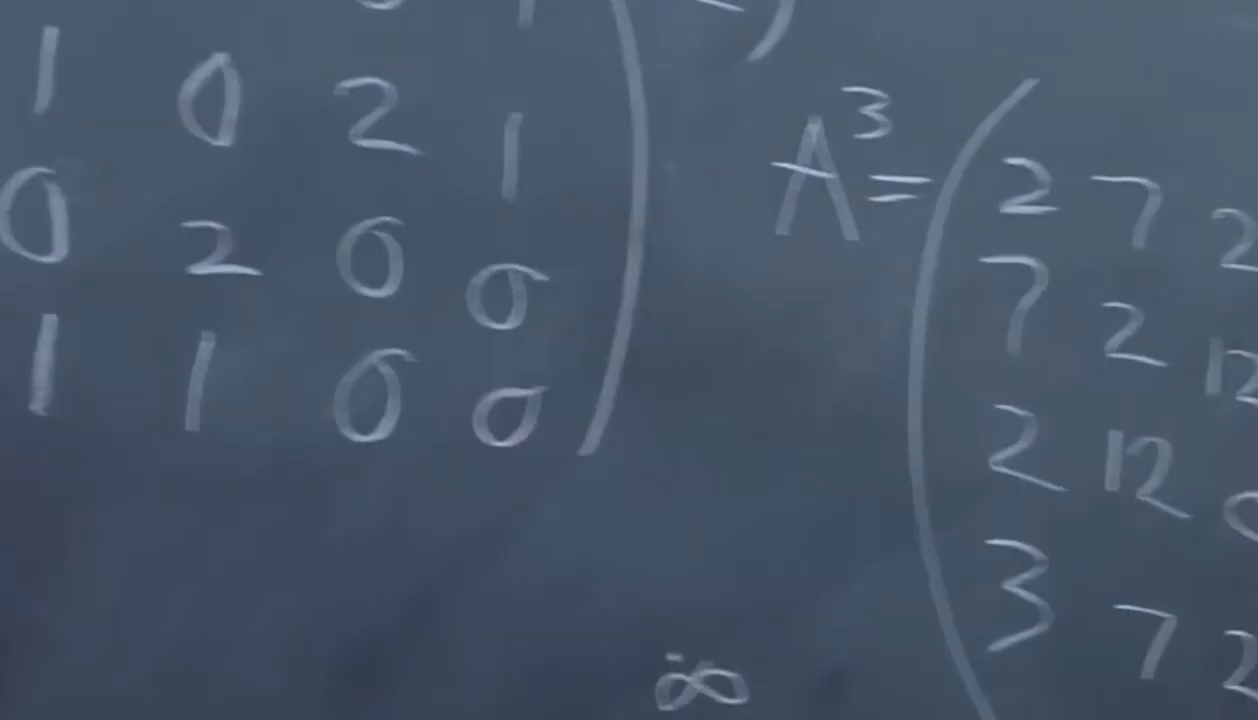 1 0 2 1
0 2 0 0
1 1 0 0
A³=
2 7 2
7 2 12
2 12 0
3 7 2
∞